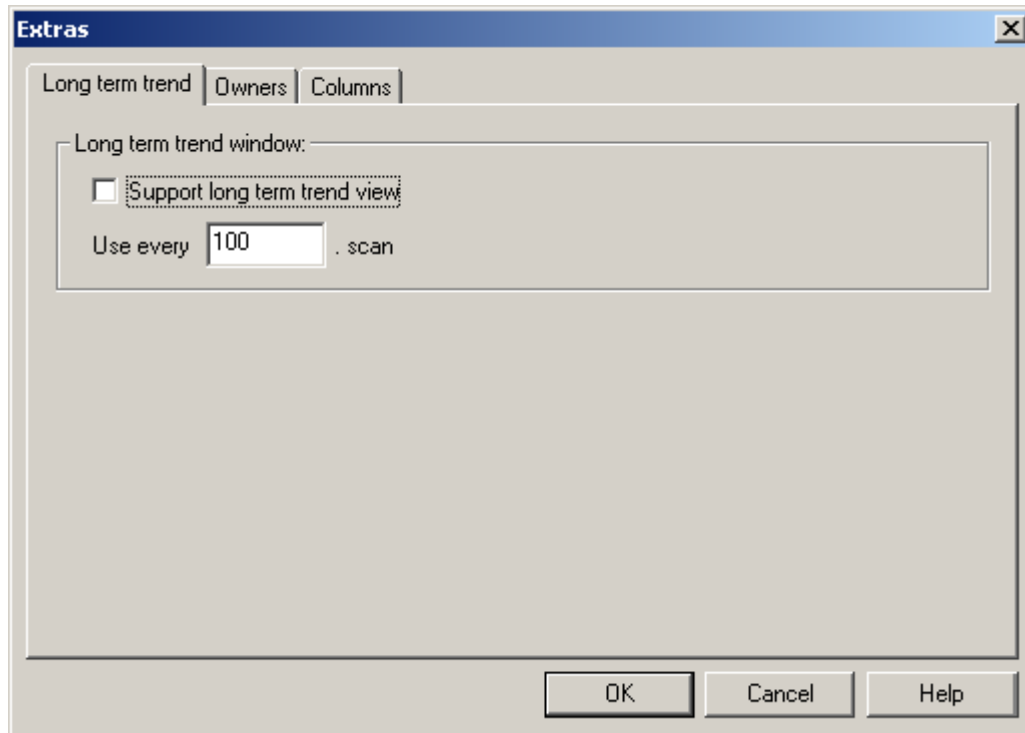 Extras
Long term trend Owners Columns
Long term trend window:
Support long term trend view
Use every 100 . scan
OK Cancel Help